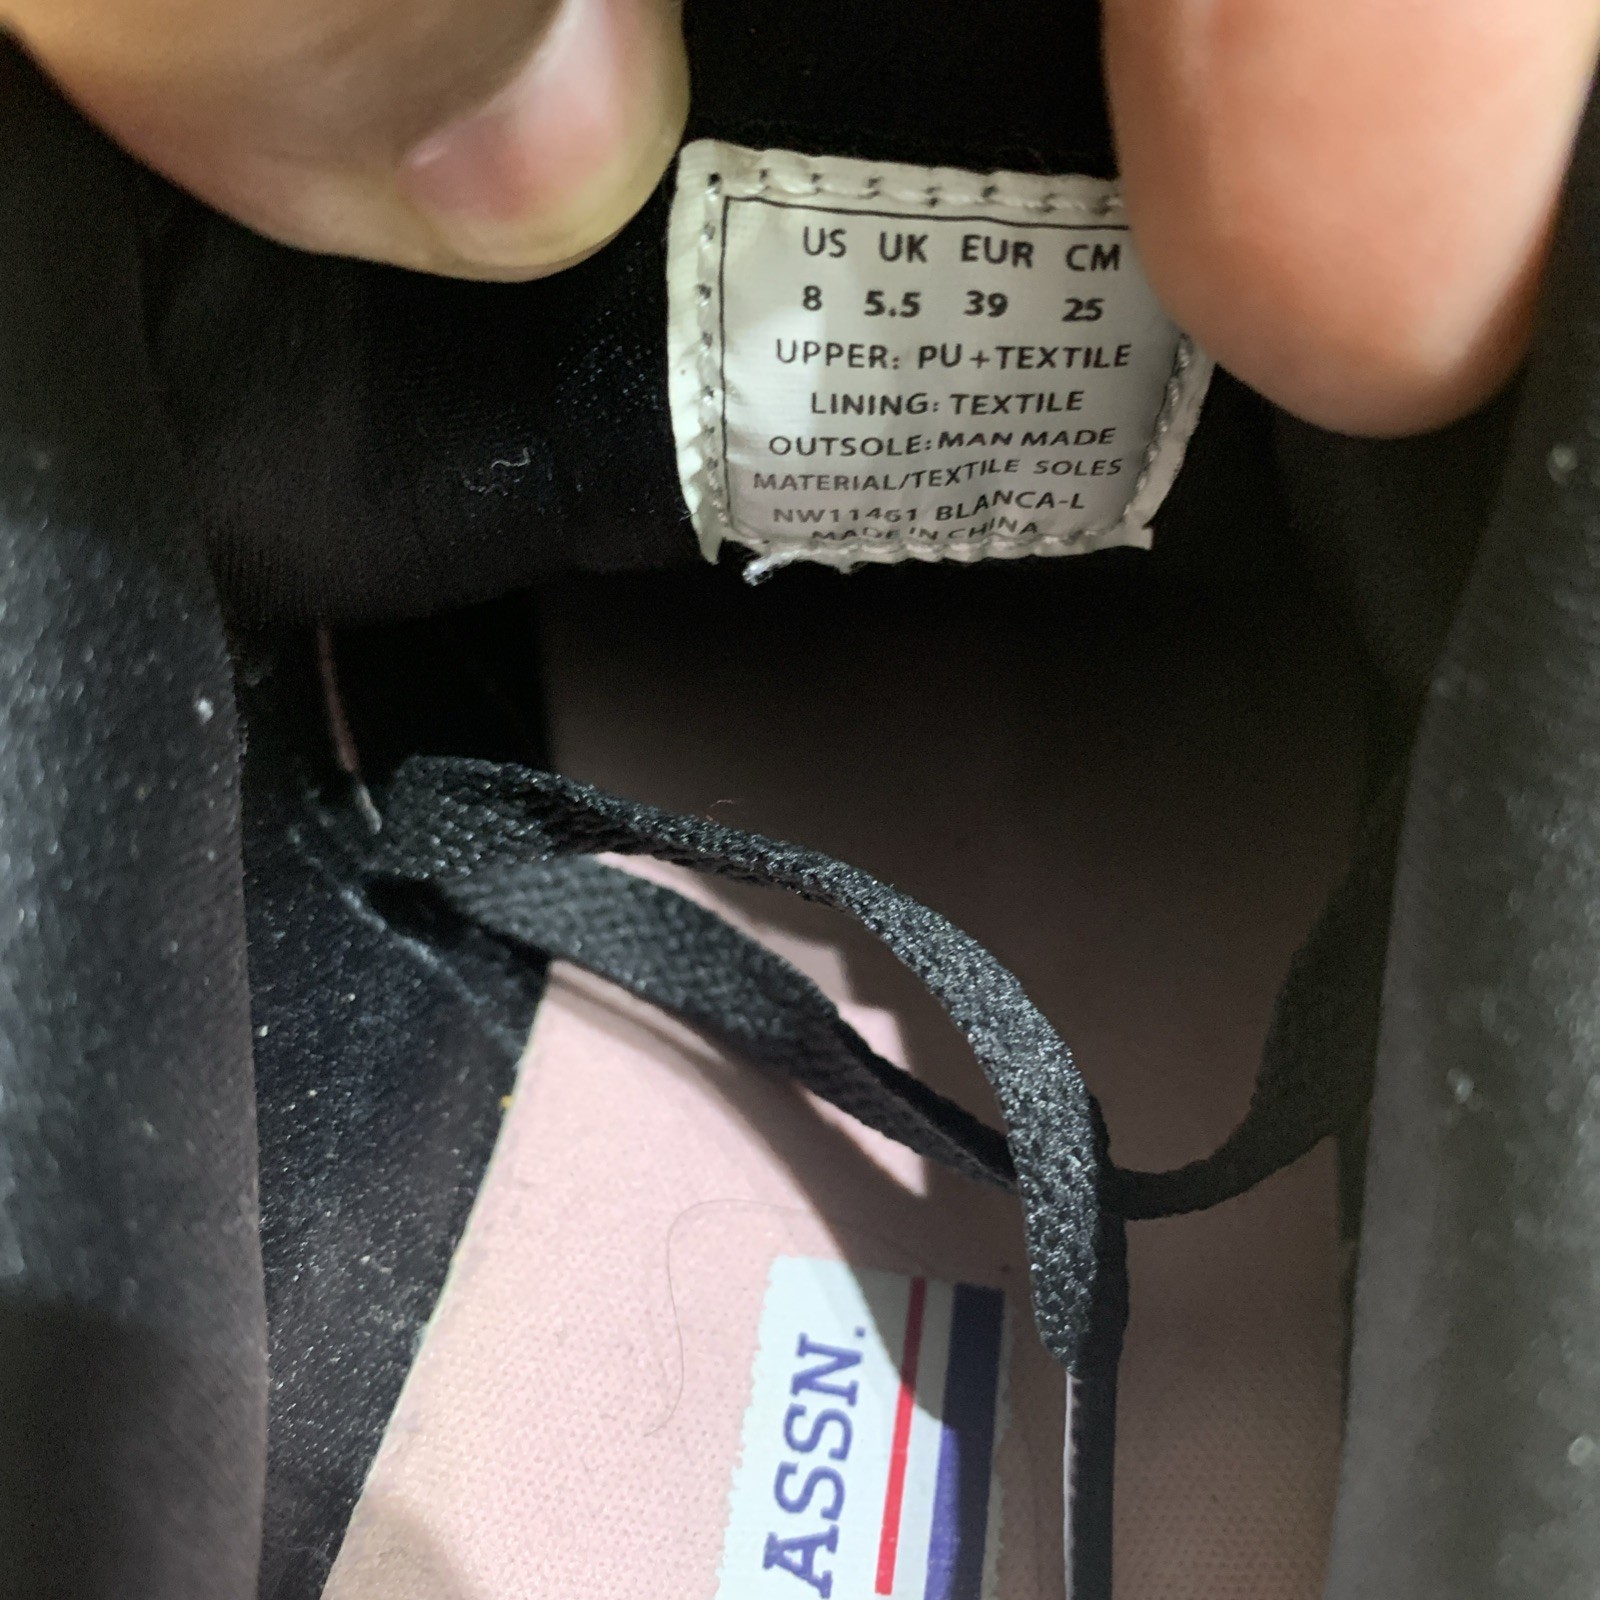 US UK EUR CM
8 5.5 39 25
UPPER: PU+TEXTILE
LINING: TEXTILE
OUTSOLE: MAN MADE
MATERIAL/TEXTILE SOLES
NW11461 BLANCA-L
MADE IN CHINA
ASSN.